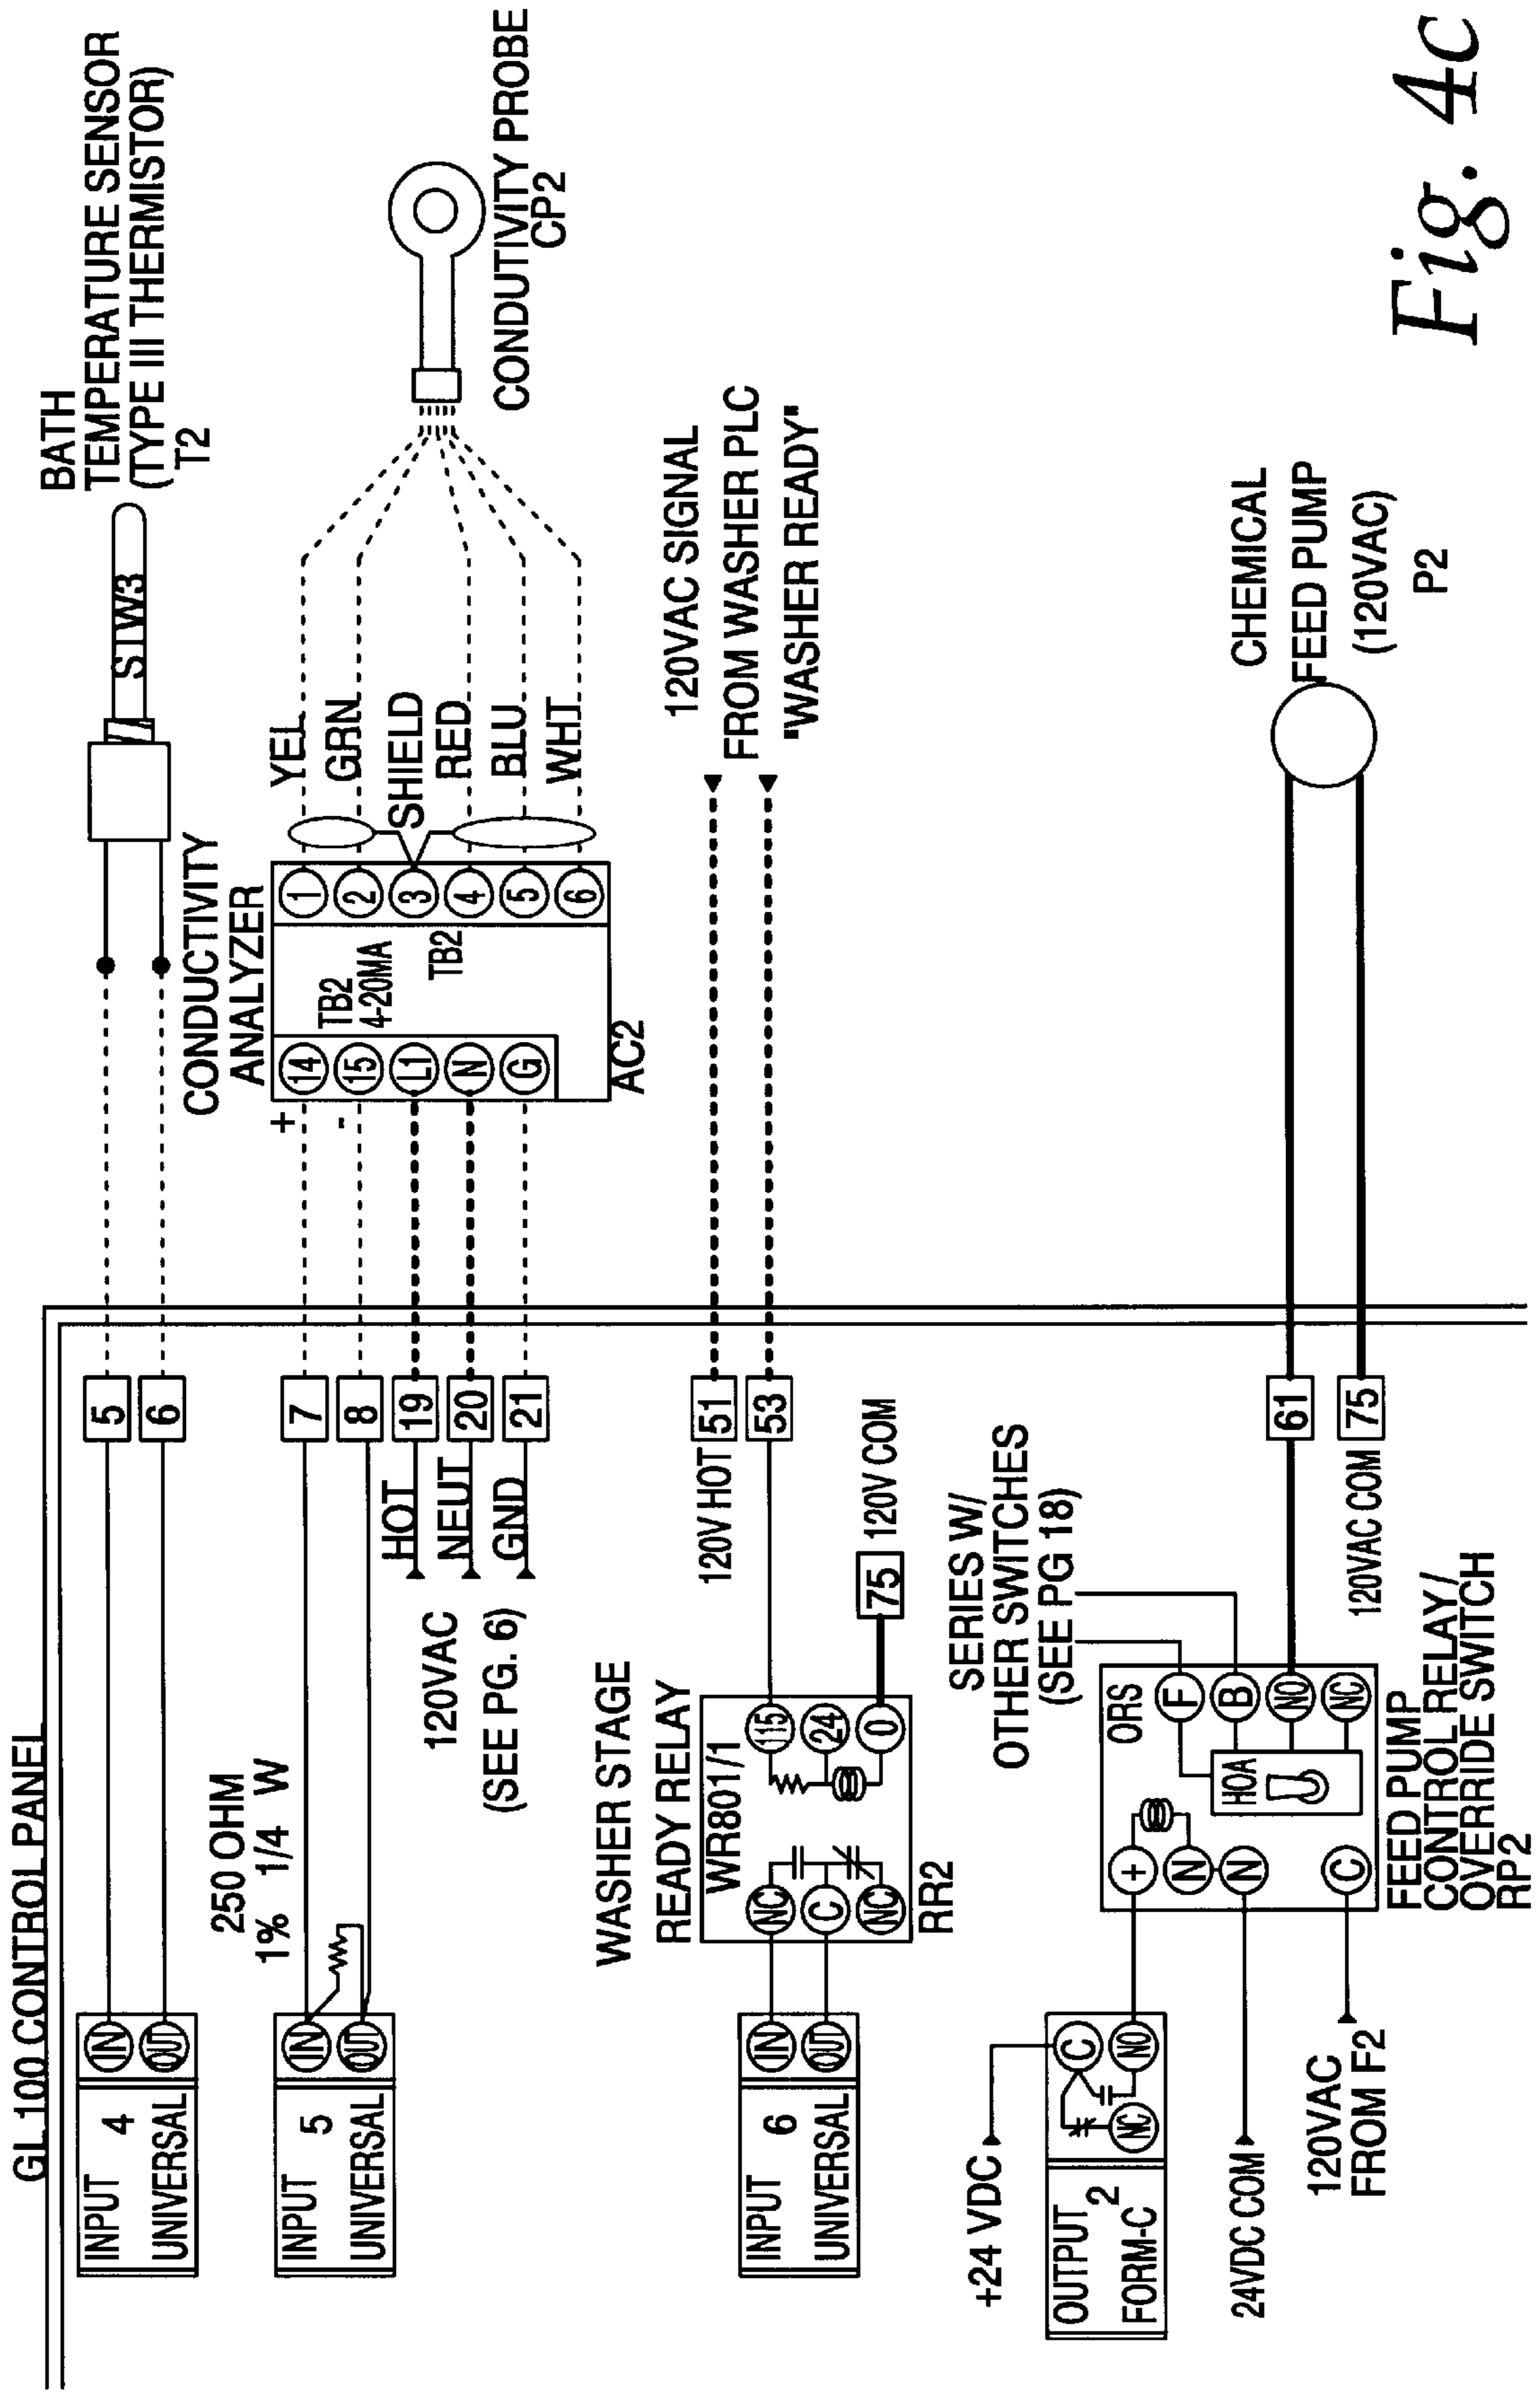 GL 100 CONTROL PANEL
BATH
TEMPERATURE SENSOR
(TYPE III THERMISTOR)
T2
S1W3
INPUT 4
UNIVERSAL
IN
OUT
5
6
250 OHM
1% 1/4 W
INPUT 5
UNIVERSAL
IN
OUT
7
8
19
20
21
HOT
NEUT
GND
120VAC
(SEE PG. 6)
CONDUCTIVITY
ANALYZER
+
-
14
15
L1
N
G
TB2
4-20MA
TB2
1
2
3
4
5
6
AC2
YEL
GRN
SHIELD
RED
BLU
WHT
CONDUTIVITY PROBE
CP2
WASHER STAGE
READY RELAY
WR801/1
INPUT 6
UNIVERSAL
IN
OUT
NC
C
NC
115
24
0
RR2
120V HOT
51
53
75
120V COM
120VAC SIGNAL
FROM WASHER PLC
"WASHER READY"
SERIES W/
OTHER SWITCHES
(SEE PG 18)
+24 VDC
OUTPUT 2
FORM-C
C
NO
NC
24VDC COM
120VAC
FROM F2
+
N
N
C
ORS
HOA
F
B
NO
NC
FEED PUMP
CONTROL RELAY/
OVERRIDE SWITCH
RP2
61
75
120VAC COM
CHEMICAL
FEED PUMP
(120VAC)
P2
Fig. 4c